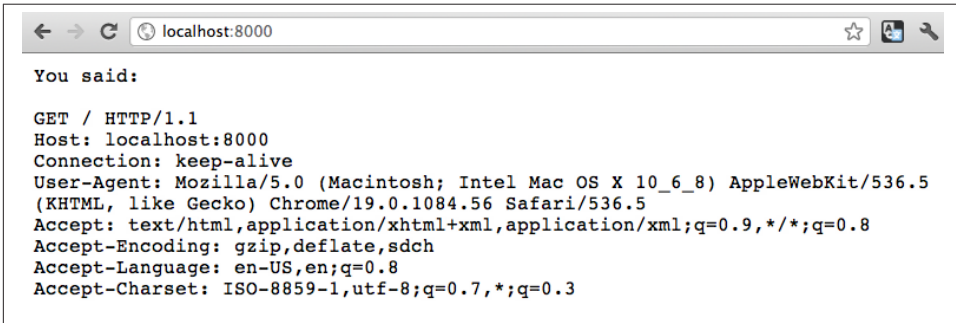 localhost:8000
You said:
GET / HTTP/1.1
Host: localhost:8000
Connection: keep-alive
User-Agent: Mozilla/5.0 (Macintosh; Intel Mac OS X 10_6_8) AppleWebKit/536.5
(KHTML, like Gecko) Chrome/19.0.1084.56 Safari/536.5
Accept: text/html,application/xhtml+xml,application/xml;q=0.9,*/*;q=0.8
Accept-Encoding: gzip,deflate,sdch
Accept-Language: en-US,en;q=0.8
Accept-Charset: ISO-8859-1,utf-8;q=0.7,*;q=0.3